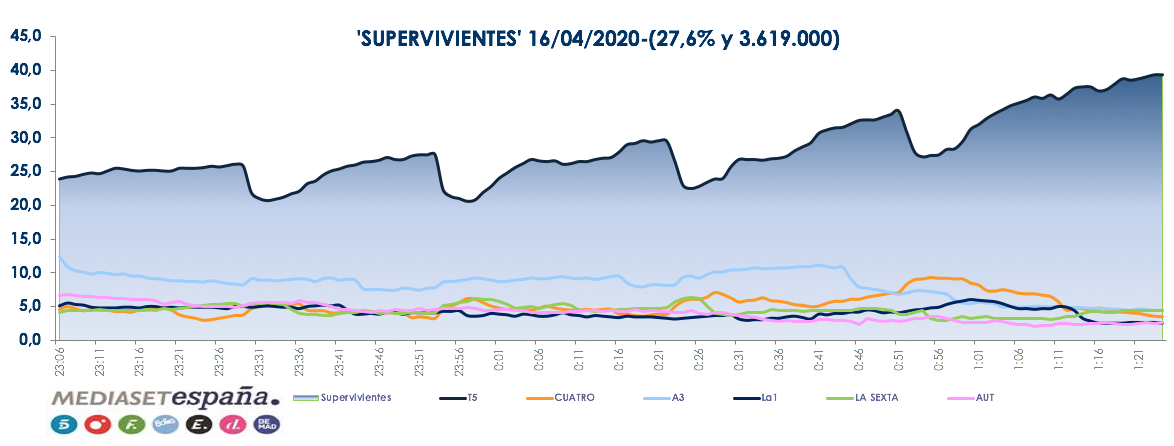 'SUPERVIVIENTES' 16/04/2020-(27,6% y 3.619.000)
45,0
40,0
35,0
30,0
25,0
20,0
15,0
10,0
5,0
0,0
23:06 23:11 23:16 23:21 23:26 23:31 23:36 23:41 23:46 23:51 23:56 0:01 0:06 0:11 0:16 0:21 0:26 0:31 0:36 0:41 0:46 0:51 0:56 1:01 1:06 1:11 1:16 1:21
Supervivientes T5 CUATRO A3 La1 LA SEXTA AUT
MEDIASETespaña.
5 F. BOING E. d. BE MAD